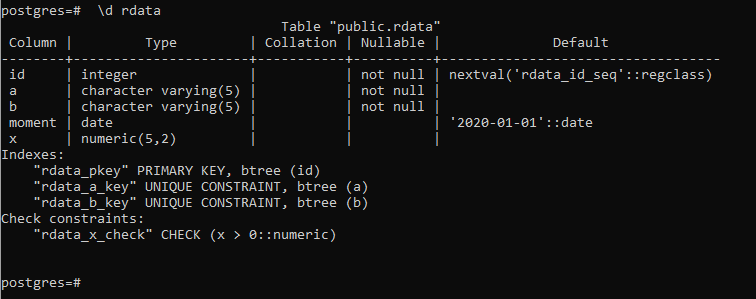 postgres=#  \d rdata
                                Table "public.rdata"
 Column |         Type         | Collation | Nullable |              Default
--------+----------------------+-----------+----------+-----------------------------------
 id     | integer              |           | not null | nextval('rdata_id_seq'::regclass)
 a      | character varying(5) |           | not null |
 b      | character varying(5) |           | not null |
 moment | date                 |           |          | '2020-01-01'::date
 x      | numeric(5,2)         |           |          |
Indexes:
    "rdata_pkey" PRIMARY KEY, btree (id)
    "rdata_a_key" UNIQUE CONSTRAINT, btree (a)
    "rdata_b_key" UNIQUE CONSTRAINT, btree (b)
Check constraints:
    "rdata_x_check" CHECK (x > 0::numeric)
postgres=#